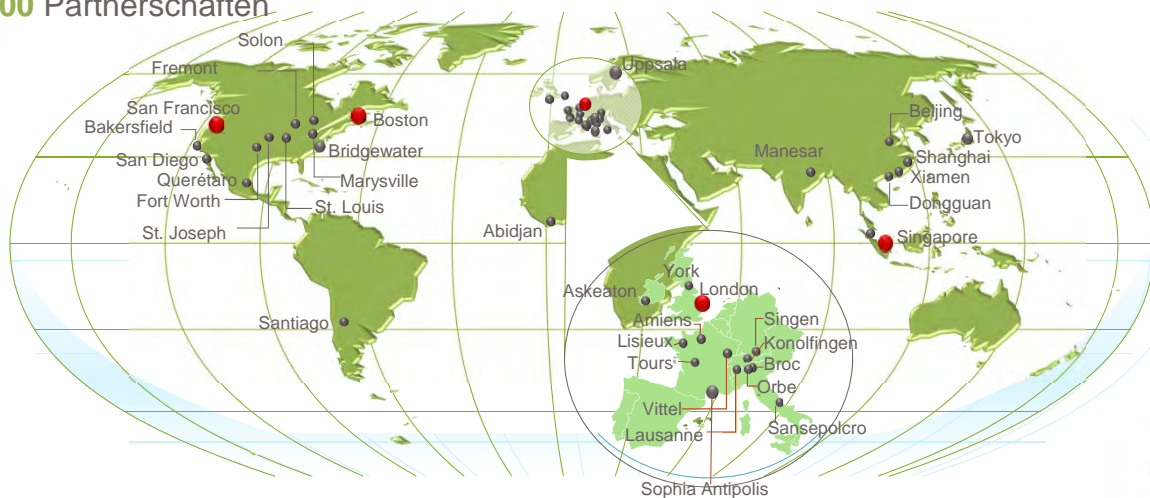 00 Partnerschaften
Solon
Fremont
San Francisco
Bakersfield
San Diego
Querétaro
Fort Worth
St. Joseph
Boston
Bridgewater
Marysville
St. Louis
Santiago
Abidjan
Uppsala
Manesar
Beijing
Tokyo
Shanghai
Xiamen
Dongguan
Singapore
York
Askeaton
London
Amiens
Lisieux
Tours
Singen
Konolfingen
Broc
Orbe
Vittel
Lausanne
Sansepolcro
Sophia Antipolis